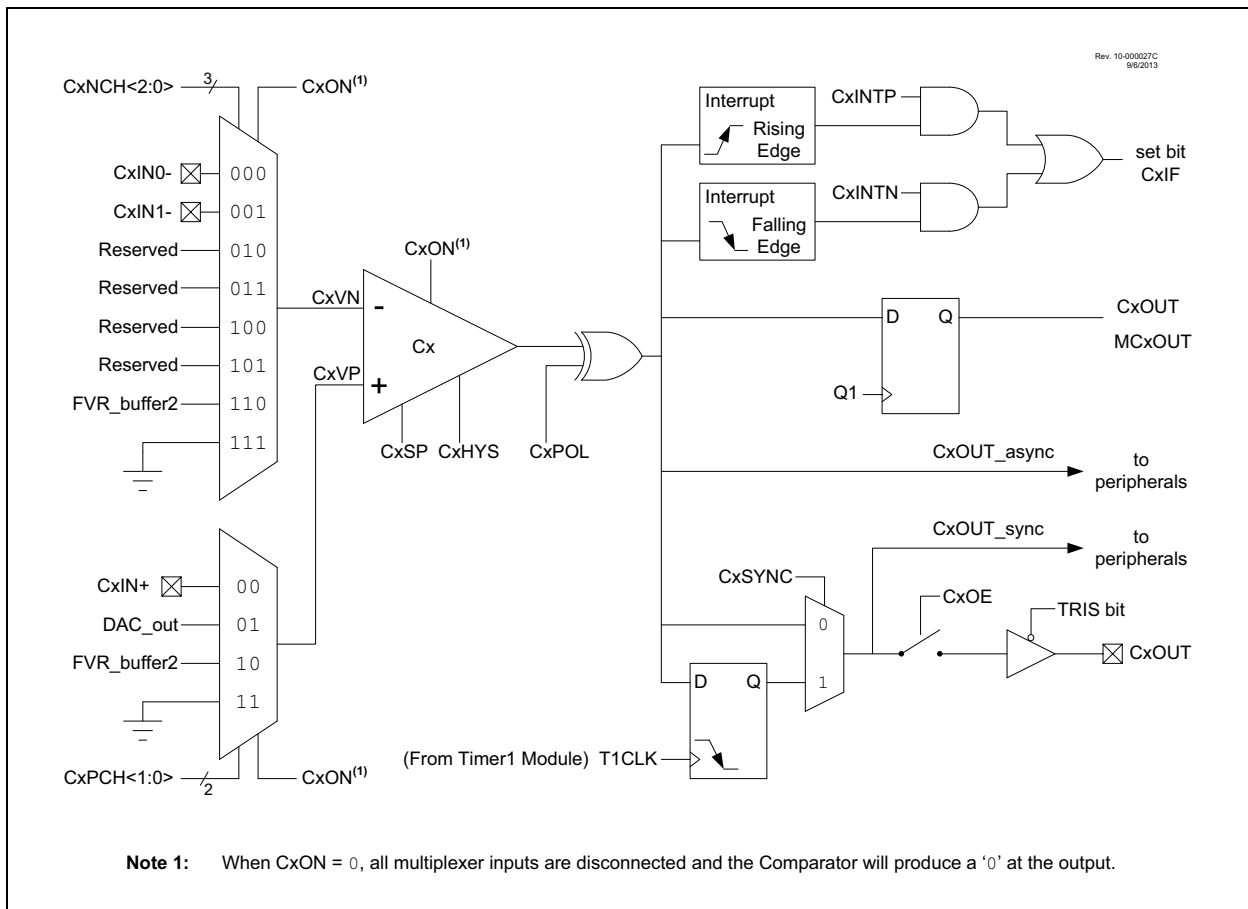 Rev. 10-000027C
9/6/2013
CxNCH<2:0>
3
CxON(1)
CxIN0-
000
CxIN1-
001
Reserved
010
Reserved
011
Reserved
100
Reserved
101
FVR_buffer2
110
111
CxIN+
00
DAC_out
01
FVR_buffer2
10
11
CxPCH<1:0>
2
CxON(1)
CxVN
CxVP
CxON(1)
-
Cx
+
CxSP
CxHYS
CxPOL
Interrupt
Rising
Edge
CxINTP
Interrupt
Falling
Edge
CxINTN
set bit
CxIF
D
Q
Q1
CxOUT
MCxOUT
CxOUT_async
to
peripherals
CxOUT_sync
to
peripherals
CxSYNC
0
1
D
Q
(From Timer1 Module) T1CLK
CxOE
TRIS bit
CxOUT
Note 1: When CxON = 0, all multiplexer inputs are disconnected and the Comparator will produce a ‘0’ at the output.